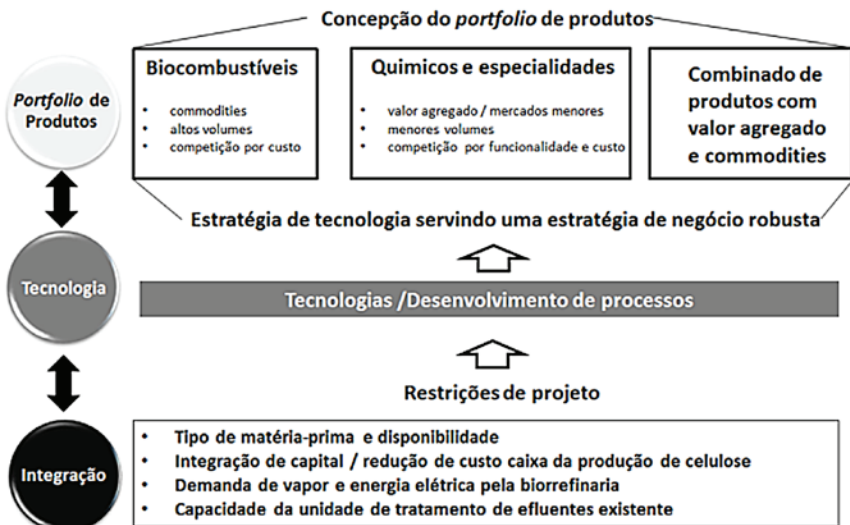 Concepção do portfolio de produtos
Portfolio de
Produtos
Biocombustíveis
• commodities
• altos volumes
• competição por custo
Quimicos e especialidades
• valor agregado / mercados menores
• menores volumes
• competição por funcionalidade e custo
Combinado de
produtos com
valor agregado
e commodities
Estratégia de tecnologia servindo uma estratégia de negócio robusta
Tecnologia
Tecnologias /Desenvolvimento de processos
Restrições de projeto
Integração
• Tipo de matéria-prima e disponibilidade
• Integração de capital / redução de custo caixa da produção de celulose
• Demanda de vapor e energia elétrica pela biorrefinaria
• Capacidade da unidade de tratamento de efluentes existente